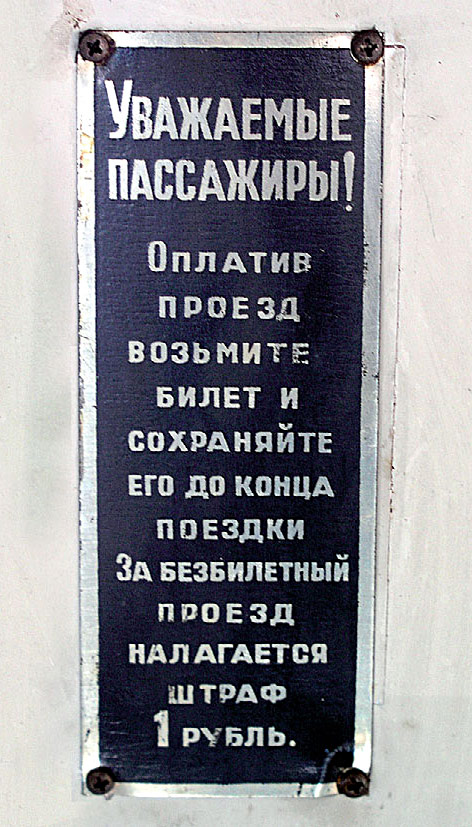 Уважаемые
пассажиры!
Оплатив
проезд
возьмите
билет и
сохраняйте
его до конца
поездки
За безбилетный
проезд
налагается
штраф
1 рубль.